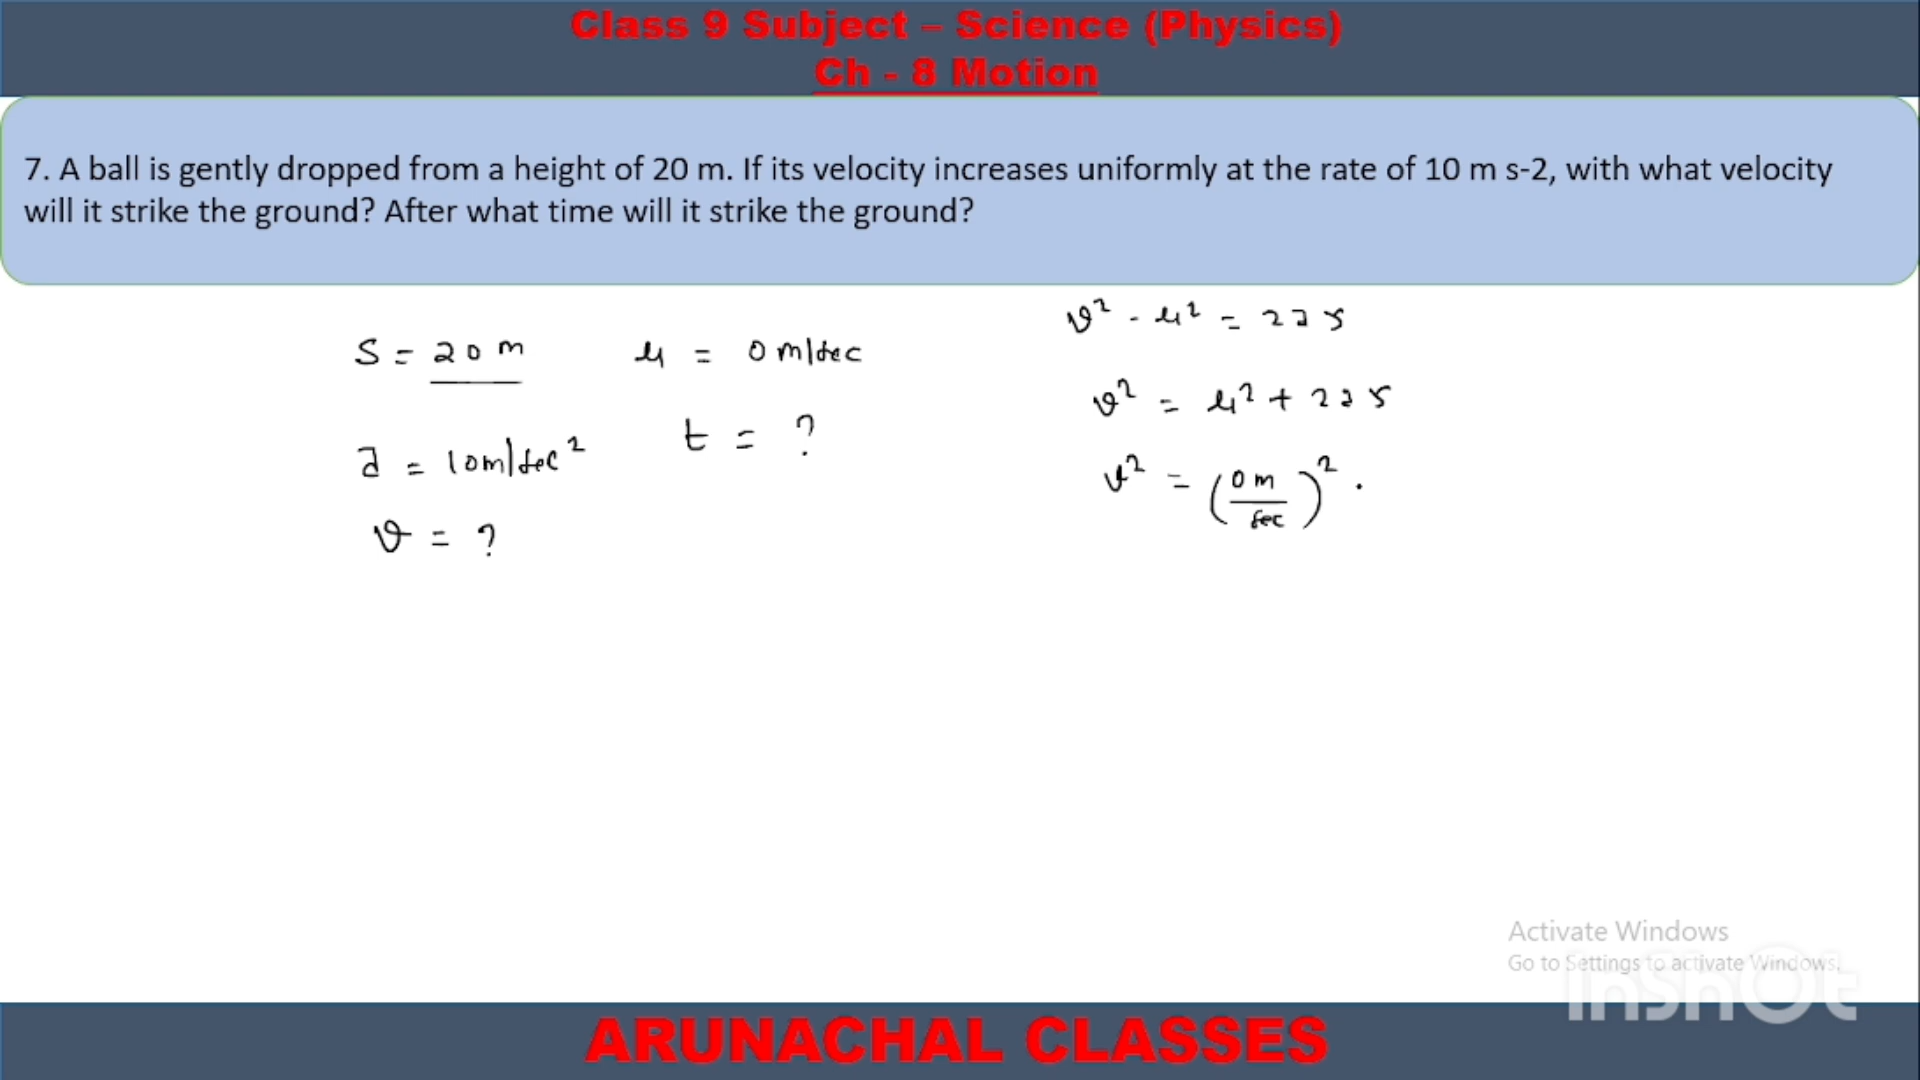 Class 9 Subject – Science (Physics)
Ch - 8 Motion
7. A ball is gently dropped from a height of 20 m. If its velocity increases uniformly at the rate of 10 m s-2, with what velocity
will it strike the ground? After what time will it strike the ground?
S = 20 m
u = 0 m/sec
a = 10m/sec²
t = ?
v = ?
v² - u² = 2as
v² = u² + 2as
v² = (0 m/sec)² .
Activate Windows
Go to Settings to activate Windows.
InShOt
ARUNACHAL CLASSES